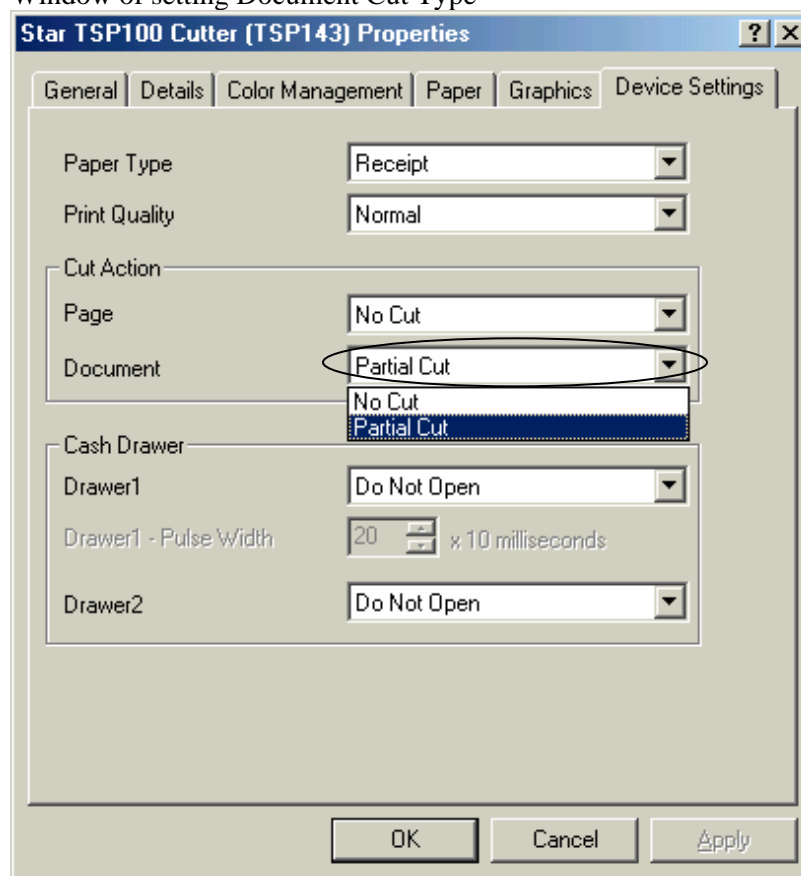 Window of setting Document Cut Type
Star TSP100 Cutter (TSP143) Properties
General Details Color Management Paper Graphics Device Settings
Paper Type Receipt
Print Quality Normal
Cut Action
Page No Cut
Document Partial Cut
No Cut
Partial Cut
Cash Drawer
Drawer1 Do Not Open
Drawer1 - Pulse Width 20 x 10 milliseconds
Drawer2 Do Not Open
OK Cancel Apply